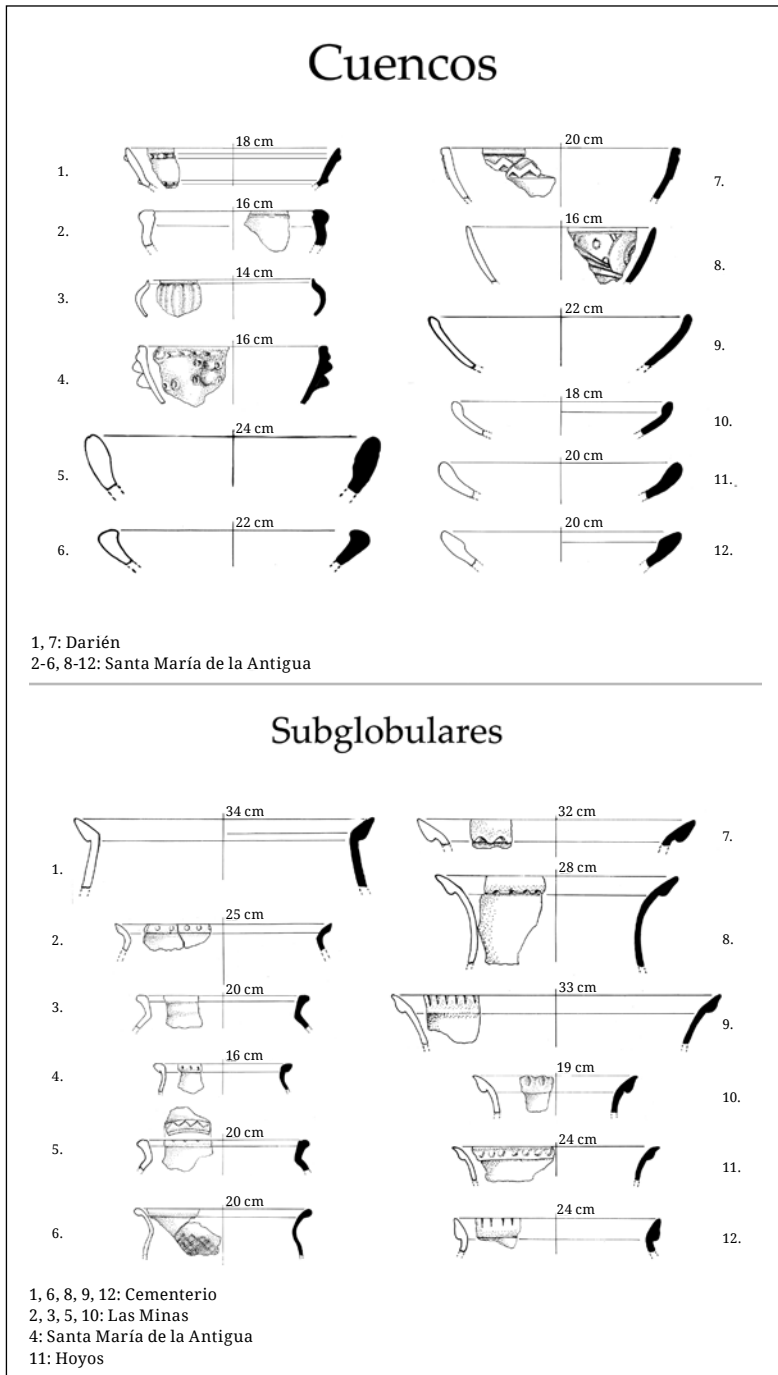 Cuencos
18 cm
1.
16 cm
2.
14 cm
3.
16 cm
4.
24 cm
5.
22 cm
6.
20 cm
7.
16 cm
8.
22 cm
9.
18 cm
10.
20 cm
11.
20 cm
12.
1, 7: Darién
2-6, 8-12: Santa María de la Antigua
Subglobulares
34 cm
1.
25 cm
2.
20 cm
3.
16 cm
4.
20 cm
5.
20 cm
6.
32 cm
7.
28 cm
8.
33 cm
9.
19 cm
10.
24 cm
11.
24 cm
12.
1, 6, 8, 9, 12: Cementerio
2, 3, 5, 10: Las Minas
4: Santa María de la Antigua
11: Hoyos